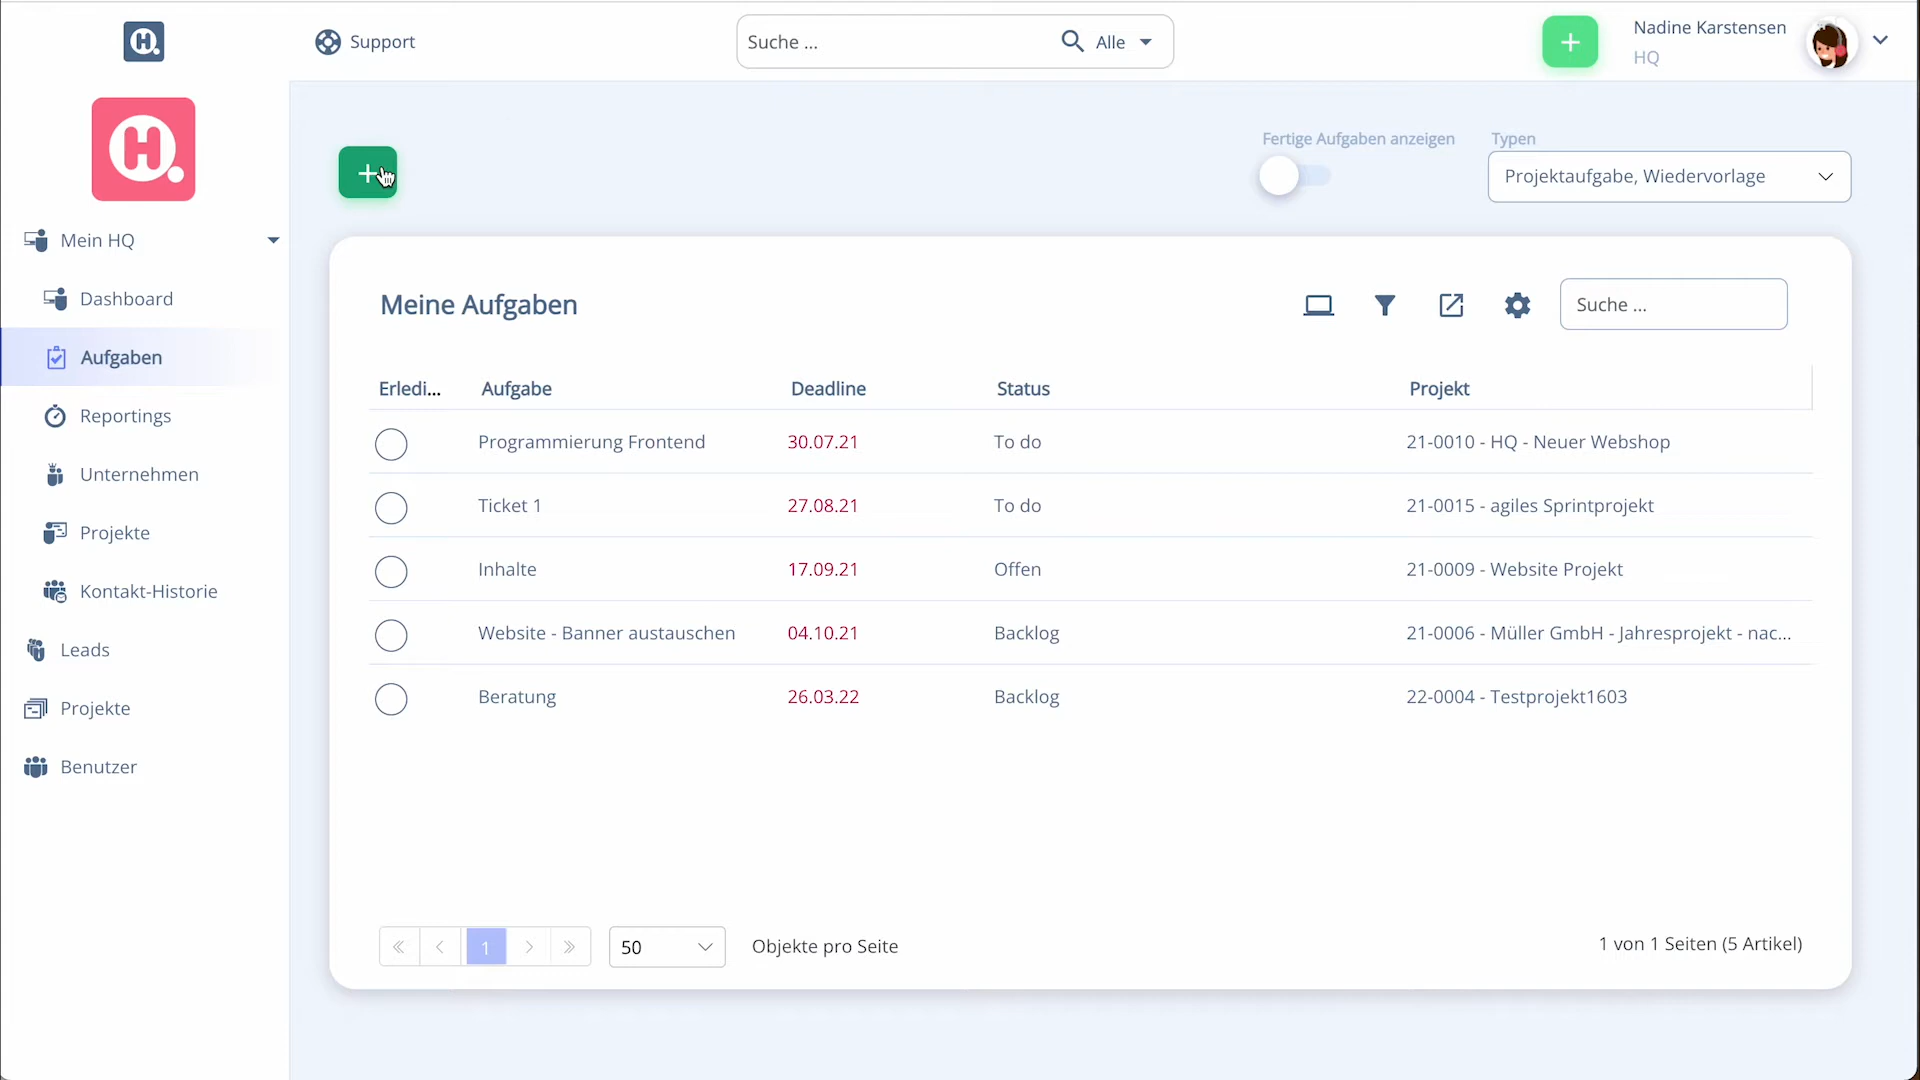 H.
Support
Suche ...
Alle
Nadine Karstensen
HQ
H.
Fertige Aufgaben anzeigen
Typen
Projektaufgabe, Wiedervorlage
Mein HQ
Dashboard
Aufgaben
Reportings
Unternehmen
Projekte
Kontakt-Historie
Leads
Projekte
Benutzer
Meine Aufgaben
Suche ...
Erledi... Aufgabe Deadline Status Projekt
Programmierung Frontend 30.07.21 To do 21-0010 - HQ - Neuer Webshop
Ticket 1 27.08.21 To do 21-0015 - agiles Sprintprojekt
Inhalte 17.09.21 Offen 21-0009 - Website Projekt
Website - Banner austauschen 04.10.21 Backlog 21-0006 - Müller GmbH - Jahresprojekt - nac...
Beratung 26.03.22 Backlog 22-0004 - Testprojekt1603
1 50 Objekte pro Seite 1 von 1 Seiten (5 Artikel)